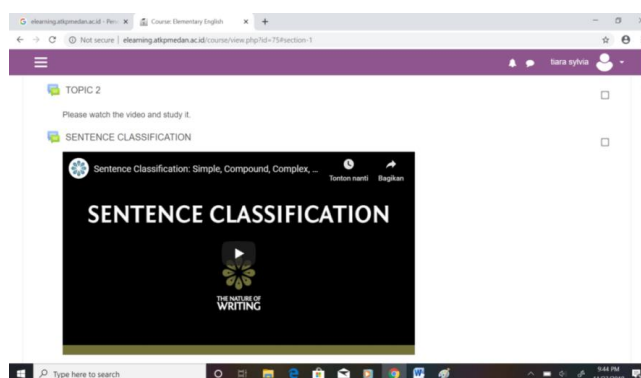 elearning.atkpmedan.ac.id - Pene
Course: Elementary English
Not secure | elearning.atkpmedan.ac.id/course/view.php?id=75#section-1
tiara sylvia
TOPIC 2
Please watch the video and study it.
SENTENCE CLASSIFICATION
Sentence Classification: Simple, Compound, Complex, ...
Tonton nanti
Bagikan
SENTENCE CLASSIFICATION
THE NATURE OF
WRITING
Type here to search
9:44 PM